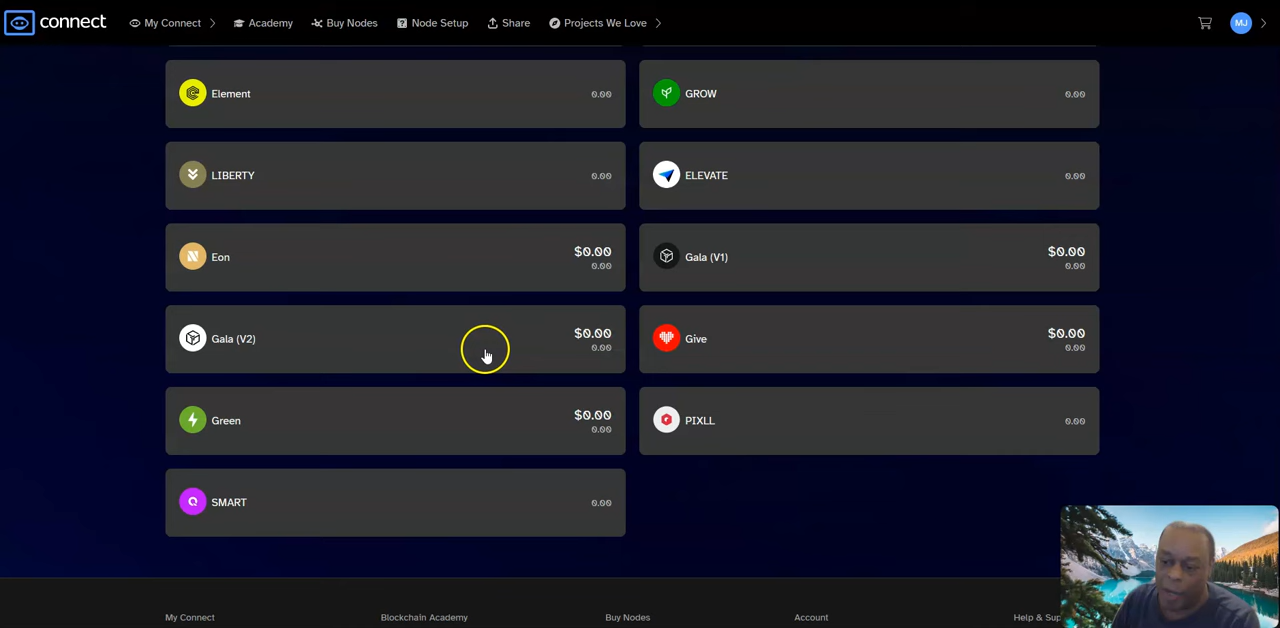 connect
My Connect
Academy
Buy Nodes
Node Setup
Share
Projects We Love
MJ
Element
0.00
GROW
0.00
LIBERTY
0.00
ELEVATE
0.00
Eon
$0.00
0.00
Gala (V1)
$0.00
0.00
Gala (V2)
$0.00
0.00
Give
$0.00
0.00
Green
$0.00
0.00
PIXLL
0.00
SMART
0.00
My Connect
Blockchain Academy
Buy Nodes
Account
Help & Sup